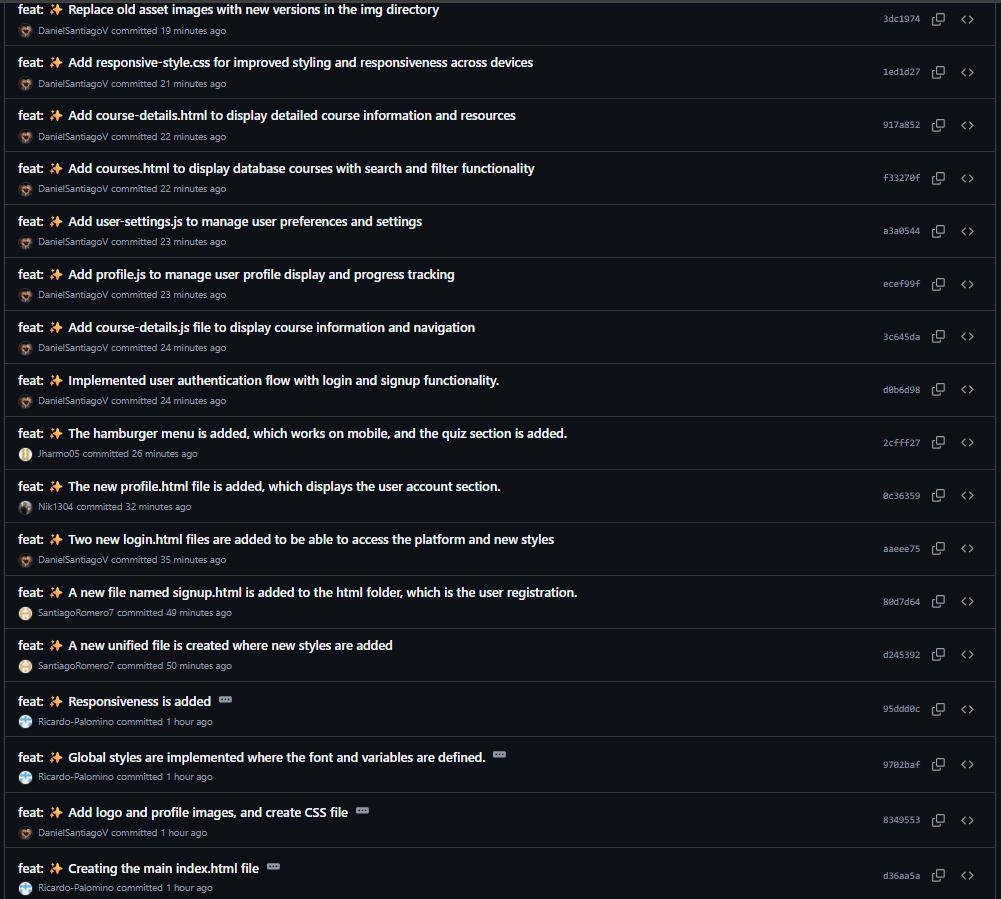 feat: ✨ Replace old asset images with new versions in the img directory
DanielSantiagoV committed 19 minutes ago
3dc1974
feat: ✨ Add responsive-style.css for improved styling and responsiveness across devices
DanielSantiagoV committed 21 minutes ago
1ed1d27
feat: ✨ Add course-details.html to display detailed course information and resources
DanielSantiagoV committed 22 minutes ago
917a852
feat: ✨ Add courses.html to display database courses with search and filter functionality
DanielSantiagoV committed 22 minutes ago
f33270f
feat: ✨ Add user-settings.js to manage user preferences and settings
DanielSantiagoV committed 23 minutes ago
a3a0544
feat: ✨ Add profile.js to manage user profile display and progress tracking
DanielSantiagoV committed 23 minutes ago
ecef99f
feat: ✨ Add course-details.js file to display course information and navigation
DanielSantiagoV committed 24 minutes ago
3c645da
feat: ✨ Implemented user authentication flow with login and signup functionality.
DanielSantiagoV committed 24 minutes ago
d0b6d98
feat: ✨ The hamburger menu is added, which works on mobile, and the quiz section is added.
Jharmo05 committed 26 minutes ago
2cfff27
feat: ✨ The new profile.html file is added, which displays the user account section.
Nik1304 committed 32 minutes ago
0c36359
feat: ✨ Two new login.html files are added to be able to access the platform and new styles
DanielSantiagoV committed 35 minutes ago
aaeee75
feat: ✨ A new file named signup.html is added to the html folder, which is the user registration.
SantiagoRomero7 committed 49 minutes ago
80d7d64
feat: ✨ A new unified file is created where new styles are added
SantiagoRomero7 committed 50 minutes ago
d245392
feat: ✨ Responsiveness is added
Ricardo-Palomino committed 1 hour ago
95ddd0c
feat: ✨ Global styles are implemented where the font and variables are defined.
Ricardo-Palomino committed 1 hour ago
9702baf
feat: ✨ Add logo and profile images, and create CSS file
DanielSantiagoV committed 1 hour ago
8349553
feat: ✨ Creating the main index.html file
Ricardo-Palomino committed 1 hour ago
d36aa5a